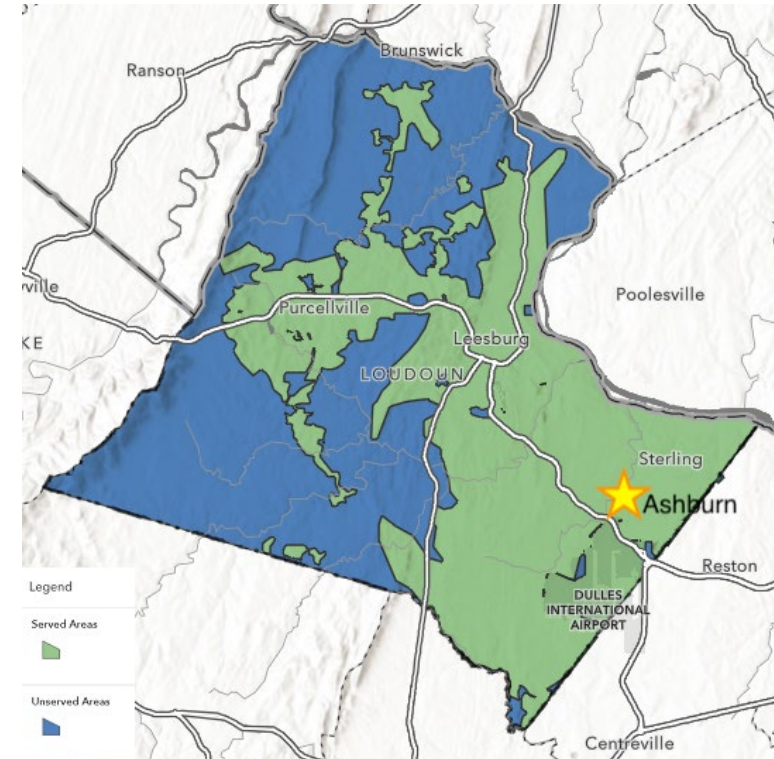 Brunswick
Ranson
ville
Poolesville
Purcellville
KE
Leesburg
LOUDOUN
Sterling
Ashburn
Reston
Legend
DULLES
INTERNATIONAL
AIRPORT
Served Areas
Unserved Areas
Centreville